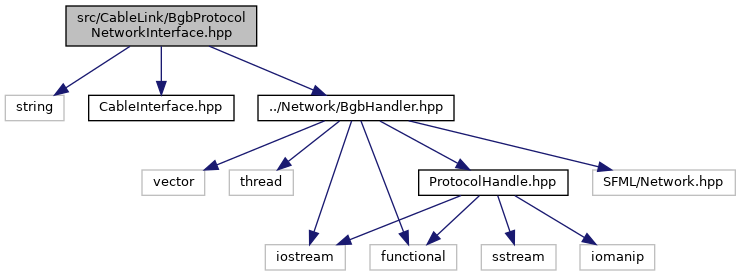 src/CableLink/BgbProtocol
NetworkInterface.hpp
string
CableInterface.hpp
../Network/BgbHandler.hpp
vector
thread
ProtocolHandle.hpp
SFML/Network.hpp
iostream
functional
sstream
iomanip